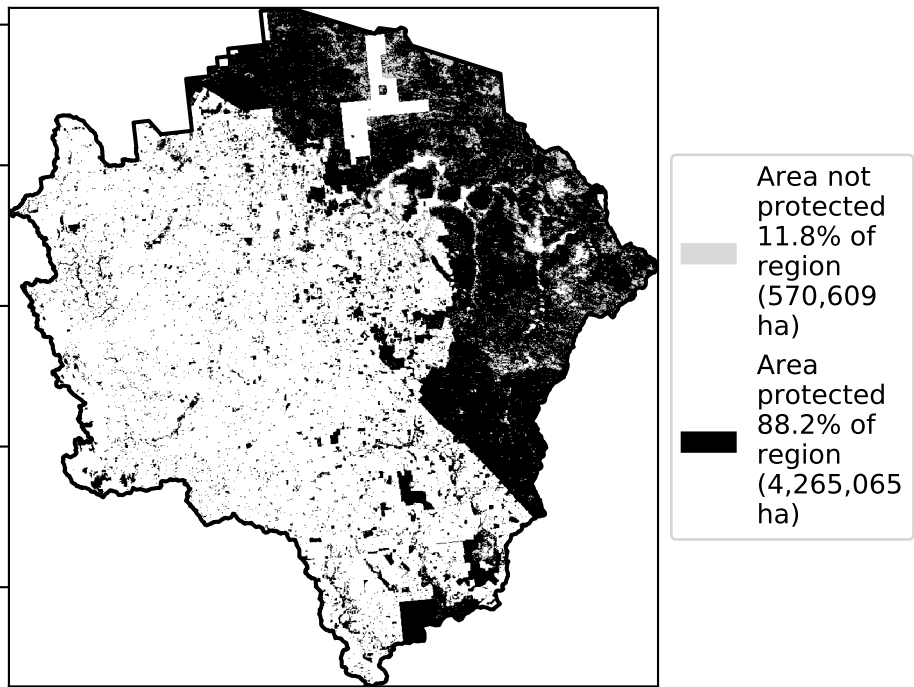 Area not
protected
11.8% of
region
(570,609
ha)
Area
protected
88.2% of
region
(4,265,065
ha)